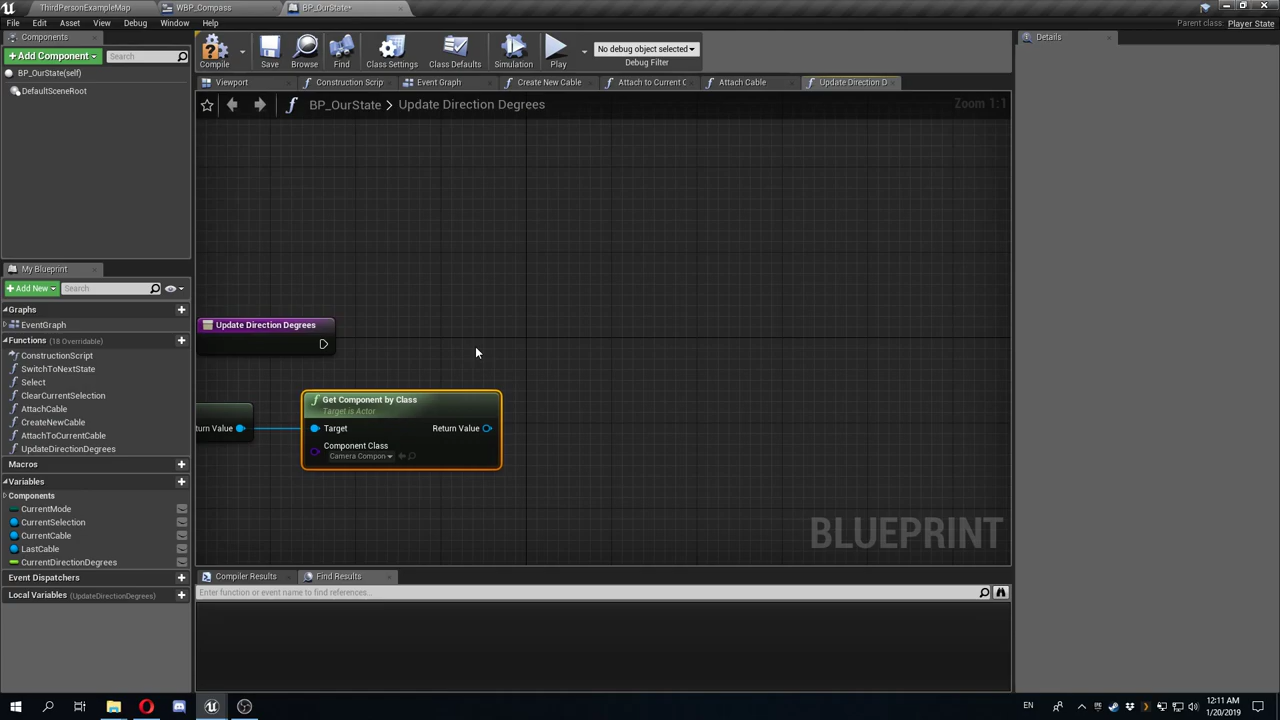 ThirdPersonExampleMap
WBP_Compass
BP_OurState*
File Edit Asset View Debug Window Help
Parent class: Player State
Components
Add Component
Search
BP_OurState(self)
DefaultSceneRoot
Compile
Save
Browse
Find
Class Settings
Class Defaults
Simulation
Play
No debug object selected
Debug Filter
Details
Viewport
Construction Scrip
Event Graph
Create New Cable
Attach to Current C
Attach Cable
Update Direction D
BP_OurState > Update Direction Degrees
Zoom 1:1
My Blueprint
Add New
Search
Graphs
EventGraph
Functions (18 Overridable)
ConstructionScript
SwitchToNextState
Select
ClearCurrentSelection
AttachCable
CreateNewCable
AttachToCurrentCable
UpdateDirectionDegrees
Macros
Variables
Components
CurrentMode
CurrentSelection
CurrentCable
LastCable
CurrentDirectionDegrees
Event Dispatchers
Local Variables (UpdateDirectionDegrees)
Update Direction Degrees
turn Value
Get Component by Class
Target is Actor
Target
Return Value
Component Class
Camera Compon
BLUEPRINT
Compiler Results
Find Results
Enter function or event name to find references...
EN
12:11 AM
1/20/2019